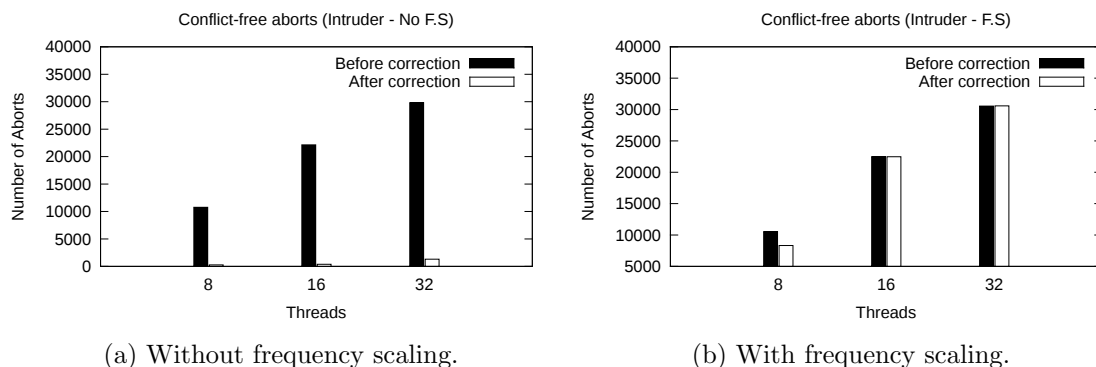 Conflict-free aborts (Intruder - No F.S)
40000
35000
30000
25000
20000
15000
10000
5000
0
Number of Aborts
Before correction
After correction
8 16 32
Threads
(a) Without frequency scaling.
Conflict-free aborts (Intruder - F.S)
40000
35000
30000
25000
20000
15000
10000
5000
Number of Aborts
Before correction
After correction
8 16 32
Threads
(b) With frequency scaling.